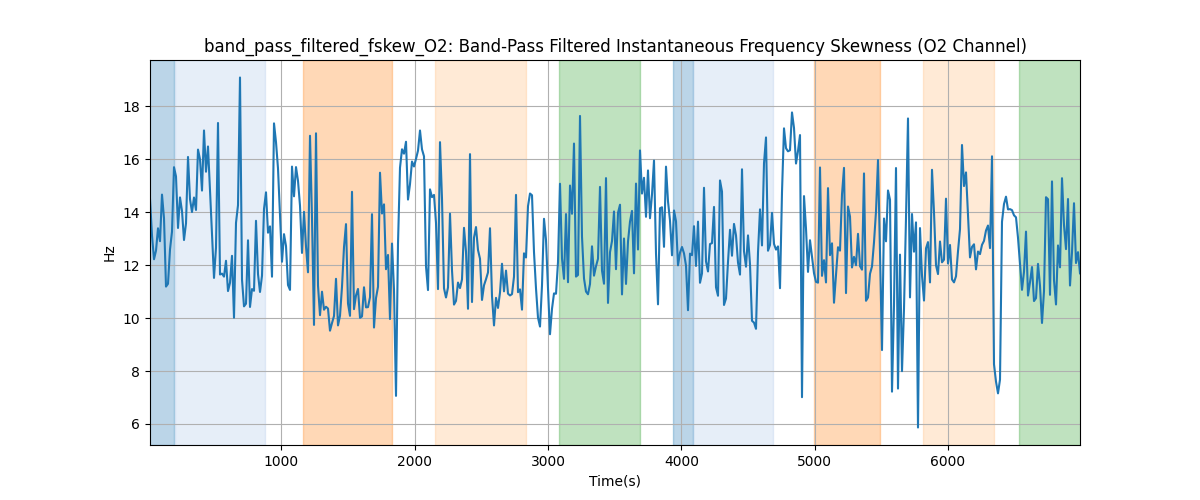 band_pass_filtered_fskew_O2: Band-Pass Filtered Instantaneous Frequency Skewness (O2 Channel)
18
16
14
12
10
8
6
Hz
1000 2000 3000 4000 5000 6000
Time(s)